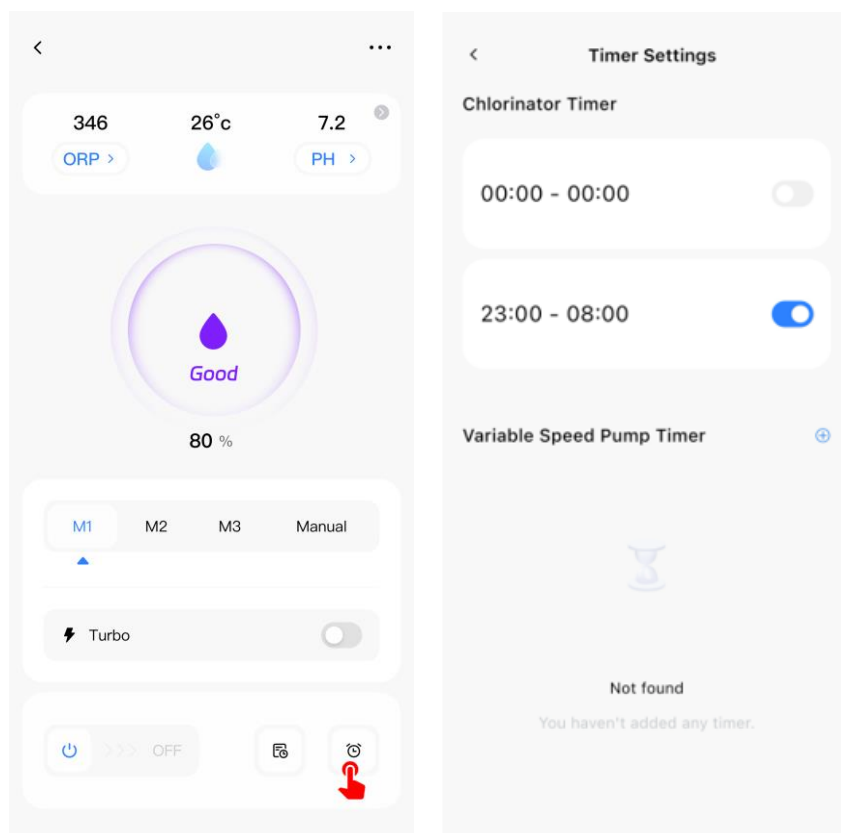 346 26°c 7.2
ORP > PH >
Good
80 %
M1 M2 M3 Manual
Turbo
>>> OFF
Timer Settings
Chlorinator Timer
00:00 - 00:00
23:00 - 08:00
Variable Speed Pump Timer
Not found
You haven't added any timer.